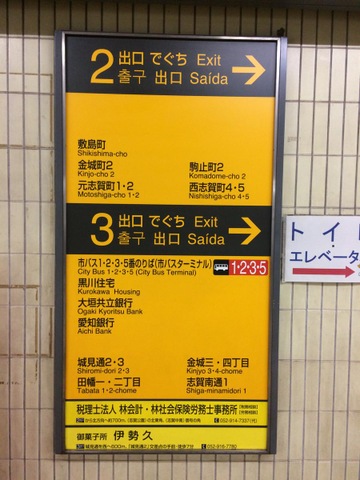 2 出口 でぐち Exit
출구 出口 Saída
敷島町
Shikishima-cho
金城町2
Kinjo-cho 2
駒止町2
Komadome-cho 2
元志賀町1・2
Motoshiga-cho 1・2
西志賀町4・5
Nishishiga-cho 4・5
3 出口 でぐち Exit
출구 出口 Saída
市バス1・2・3・5番のりば(市バスターミナル) 1・2・3・5
City Bus 1・2・3・5 (City Bus Terminal)
黒川住宅
Kurokawa Housing
大垣共立銀行
Ogaki Kyoritsu Bank
愛知銀行
Aichi Bank
城見通2・3
Shiromi-dori 2・3
金城三・四丁目
Kinjyo 3・4-chome
田幡一・二丁目
Tabata 1・2-chome
志賀南通1
Shiga-minami-dori 1
税理士法人 林会計・林社会保険労務士事務所
御菓子所 伊勢久
052-916-7780
トイ
エレベータ